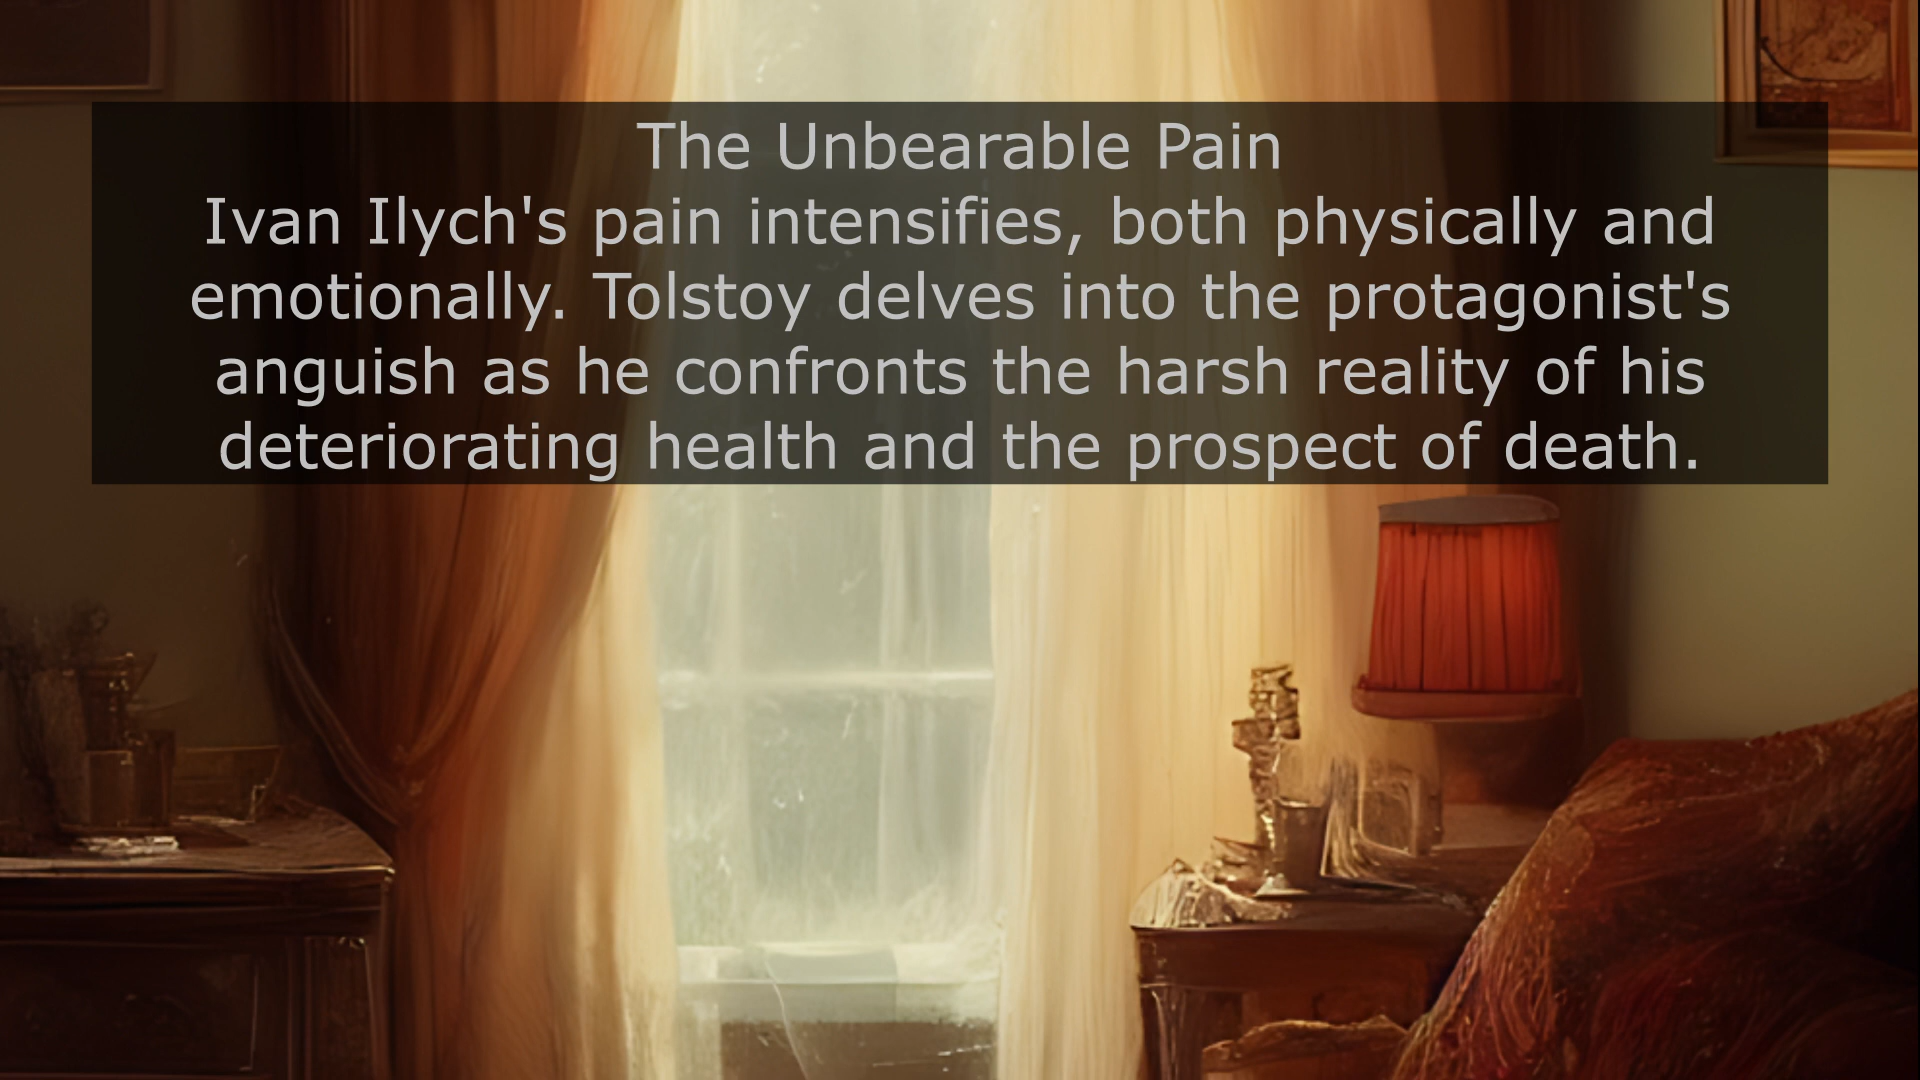 The Unbearable Pain
Ivan Ilych's pain intensifies, both physically and
emotionally. Tolstoy delves into the protagonist's
anguish as he confronts the harsh reality of his
deteriorating health and the prospect of death.